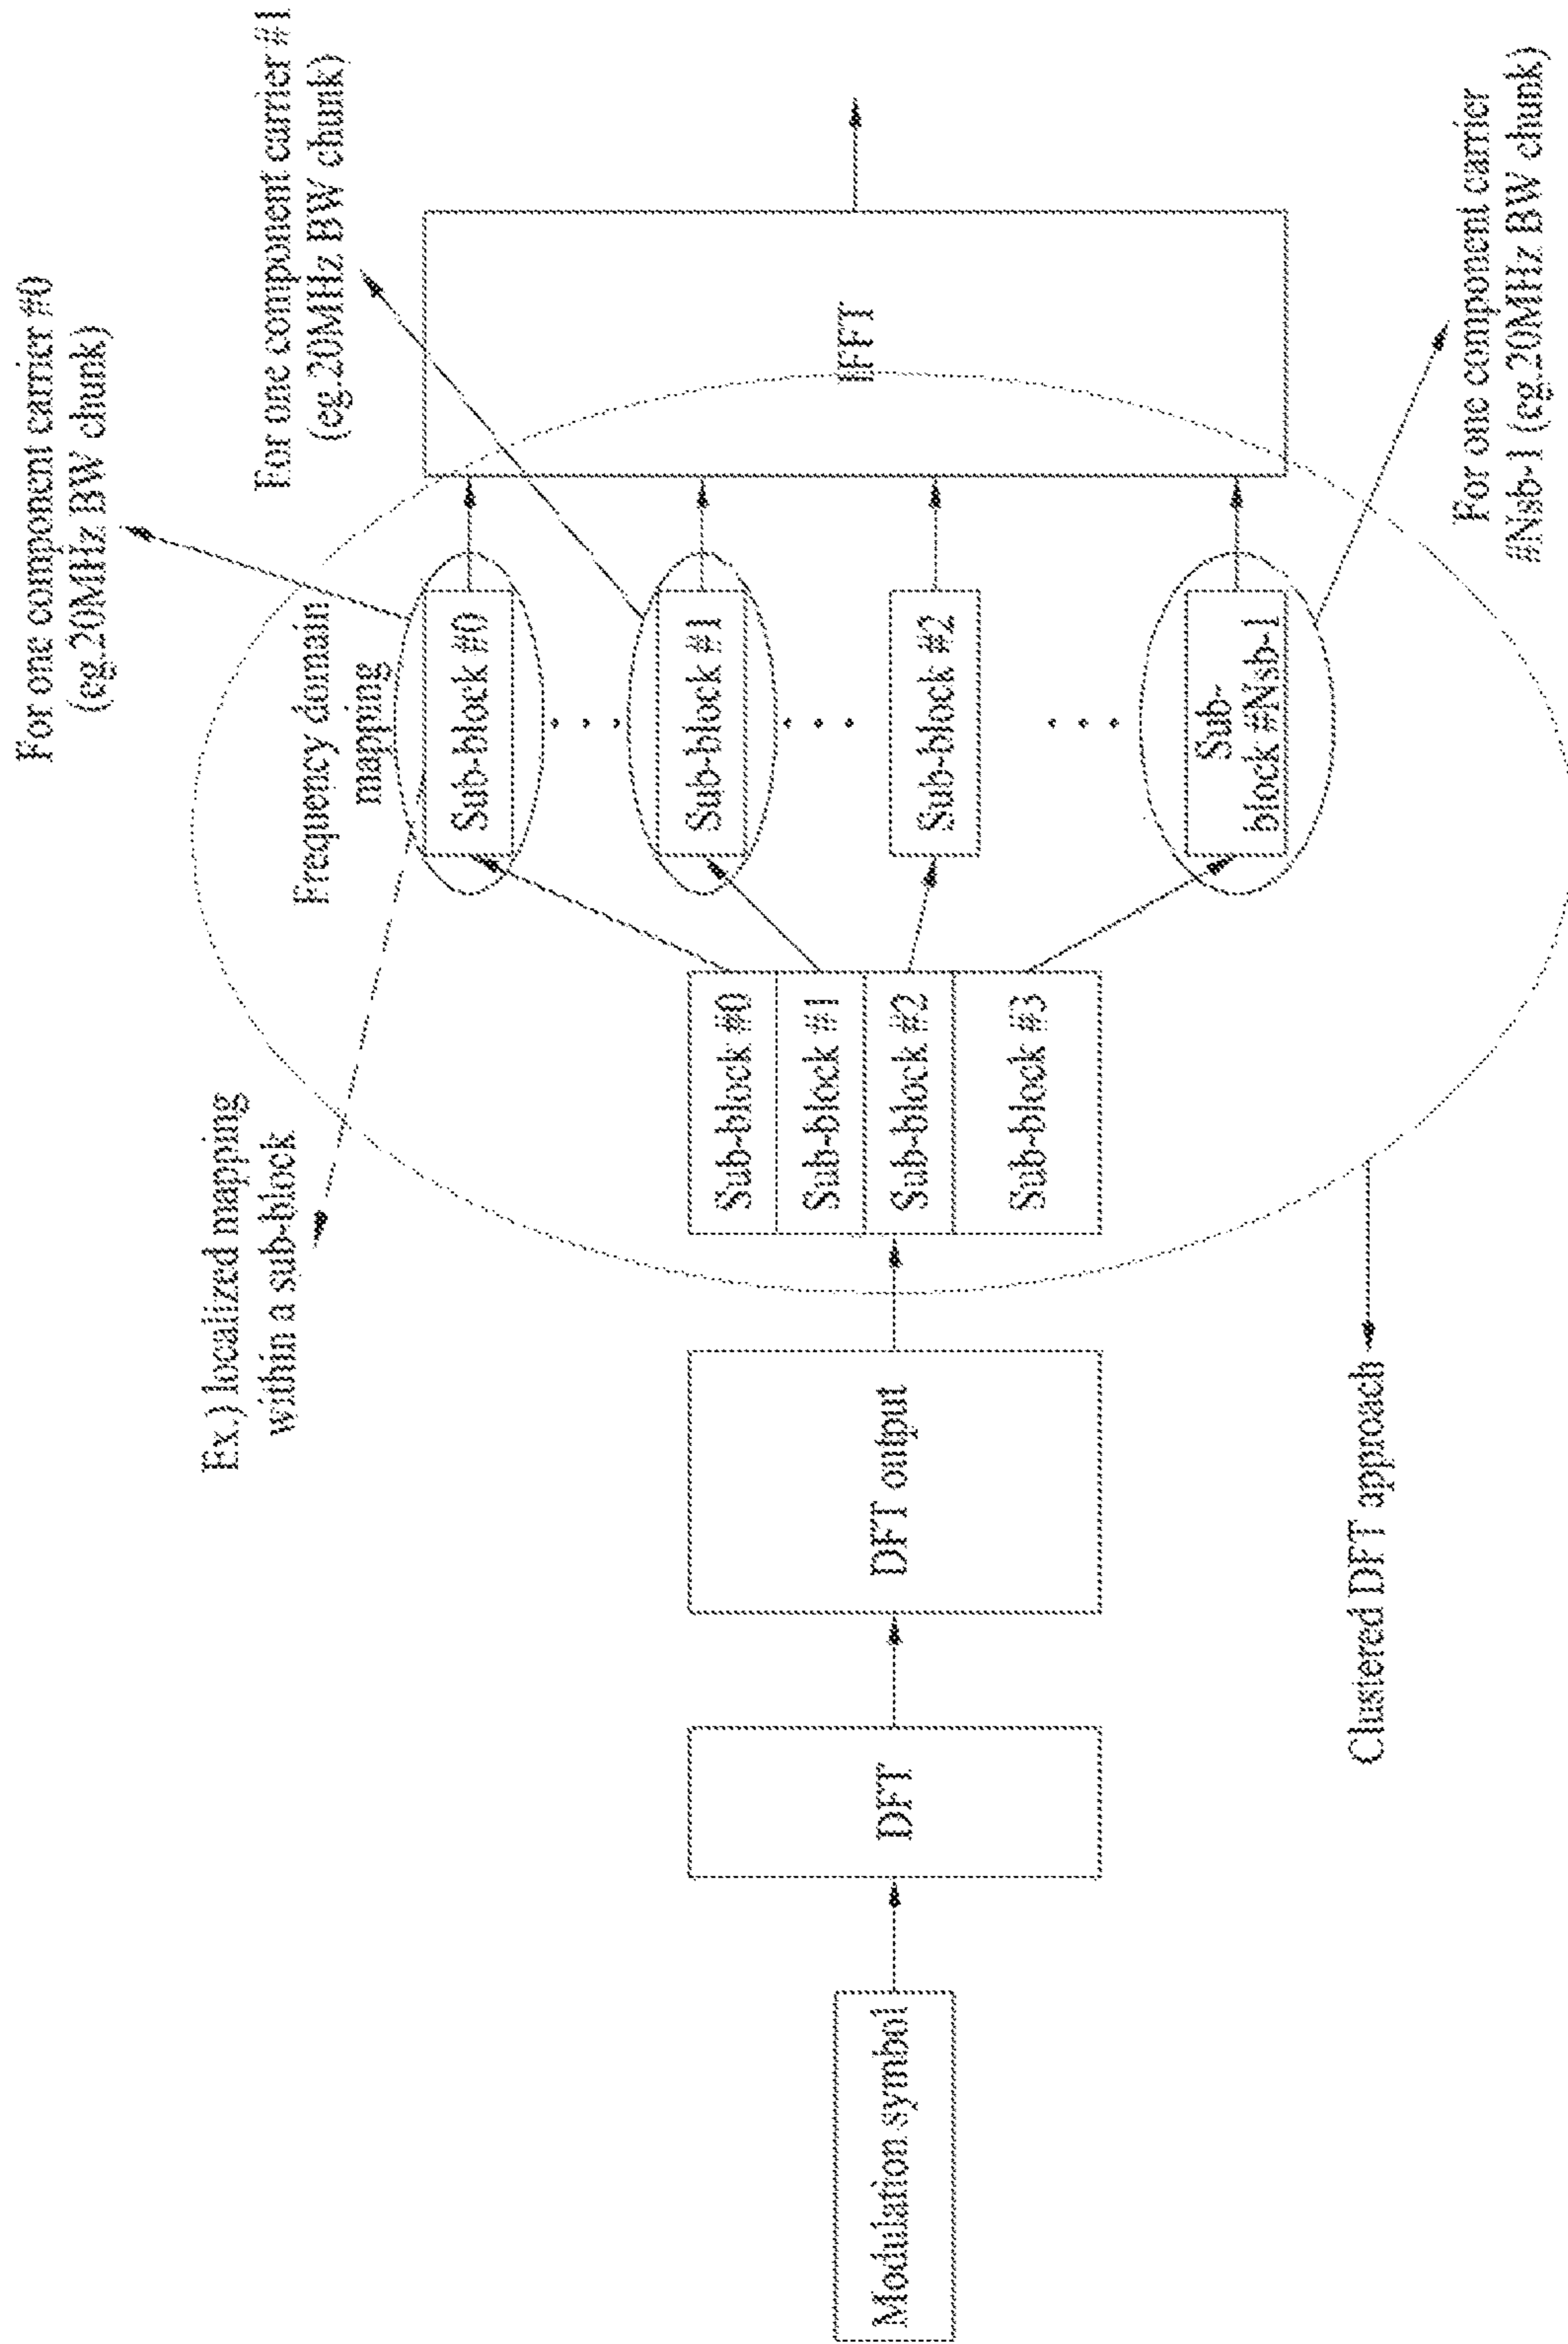 For one component carrier #0
(eg.20MHz BW chunk)
For one component carrier #1
(eg.20MHz BW chunk)
Ex.) localized mapping
within a sub-block
Frequency domain
mapping
Modulation symbol
DFT
DFT output
Sub-block #0
Sub-block #1
Sub-block #2
Sub-block #3
Sub-block #0
Sub-block #1
Sub-block #2
Sub-
block #Nsb-1
IFFT
Clustered DFT approach
For one component carrier
#Nsb-1 (eg.20MHz BW chunk)